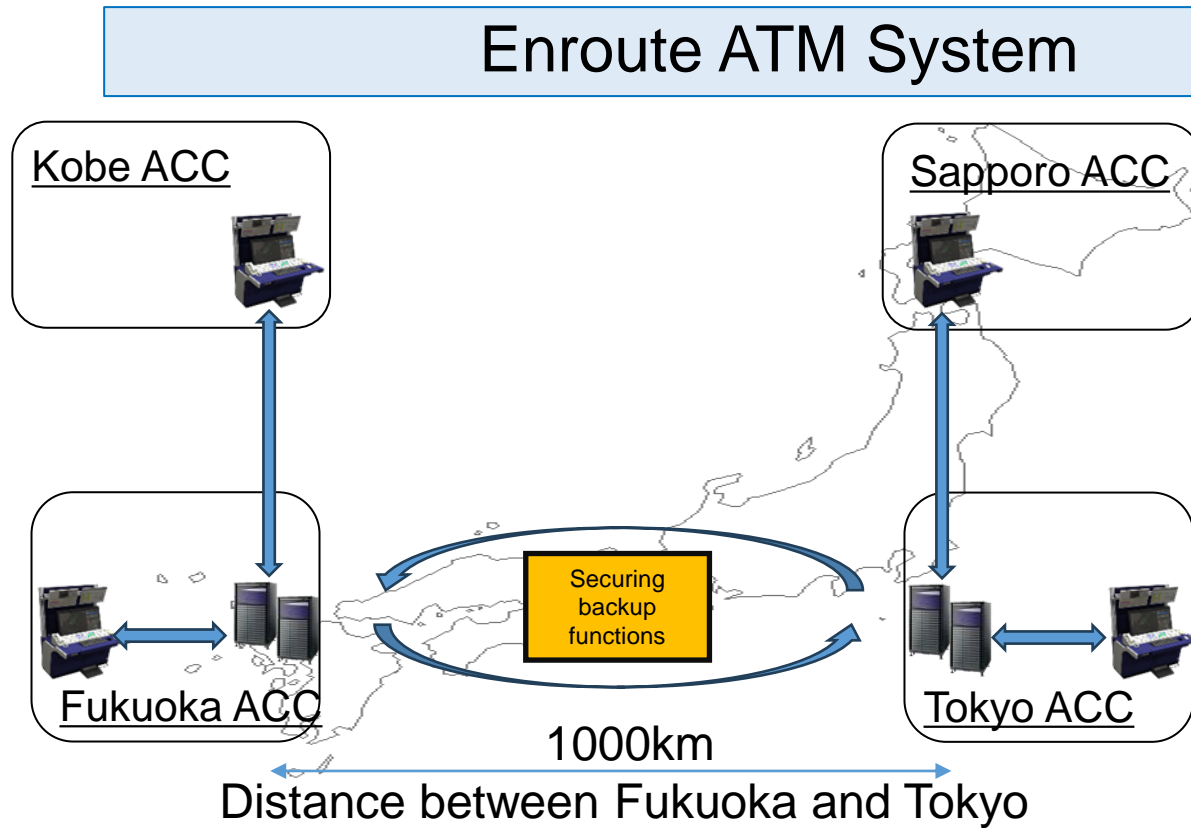 Enroute ATM System
Kobe ACC
Sapporo ACC
Securing
backup
functions
Fukuoka ACC
Tokyo ACC
1000km
Distance between Fukuoka and Tokyo